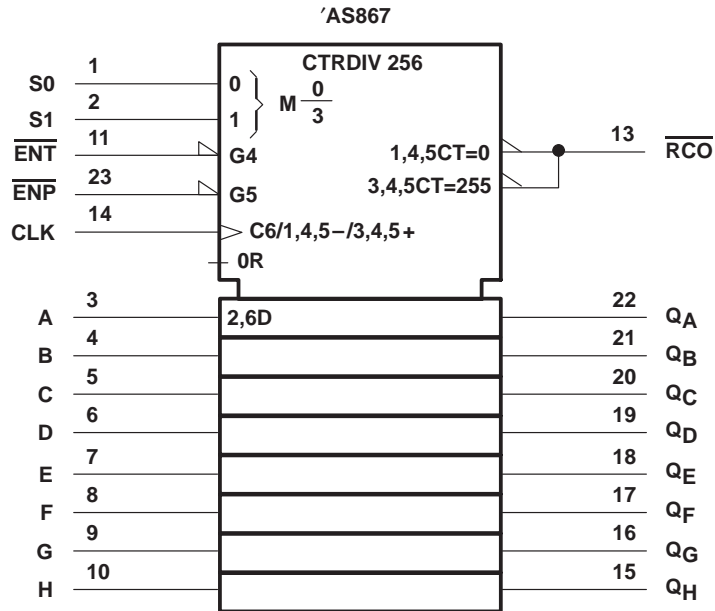 ′AS867
CTRDIV 256
S0 1 0 M 0/3
S1 2 1
ENT 11 G4 1,4,5CT=0 13 RCO
ENP 23 G5 3,4,5CT=255
CLK 14 C6/1,4,5−/3,4,5+
0R
A 3 2,6D 22 QA
B 4 21 QB
C 5 20 QC
D 6 19 QD
E 7 18 QE
F 8 17 QF
G 9 16 QG
H 10 15 QH